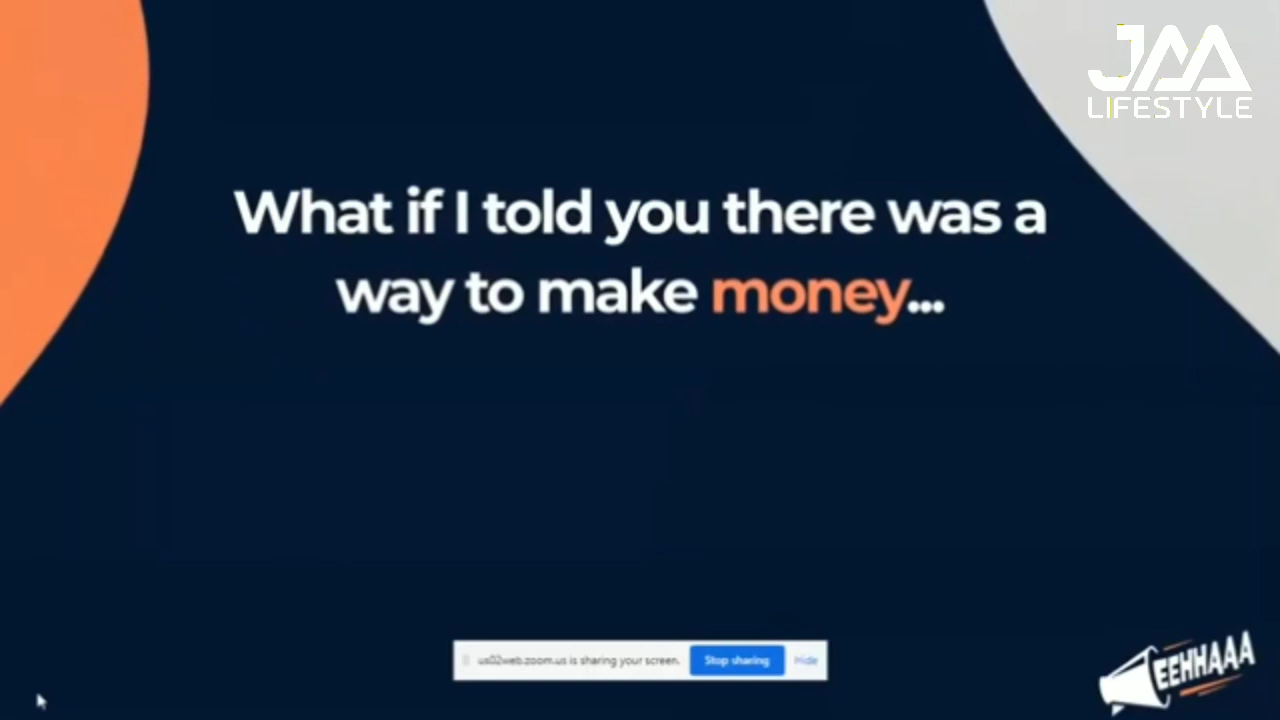 JAA
LIFESTYLE
What if I told you there was a
way to make money...
us02web.zoom.us is sharing your screen. Stop sharing Hide
EEHHAAA